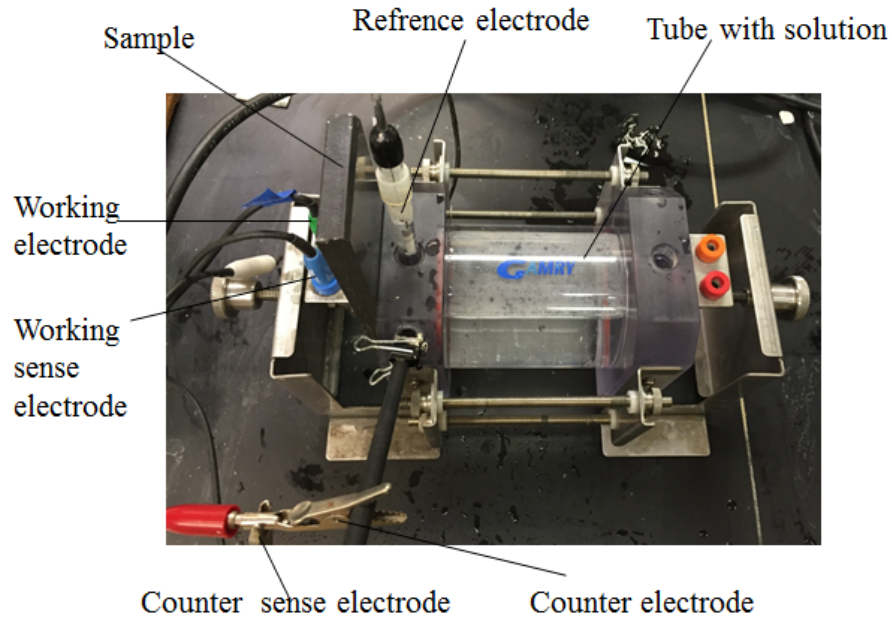 Refrence electrode
Tube with solution
Sample
Working
electrode
GAMRY
Working
sense
electrode
Counter sense electrode
Counter electrode